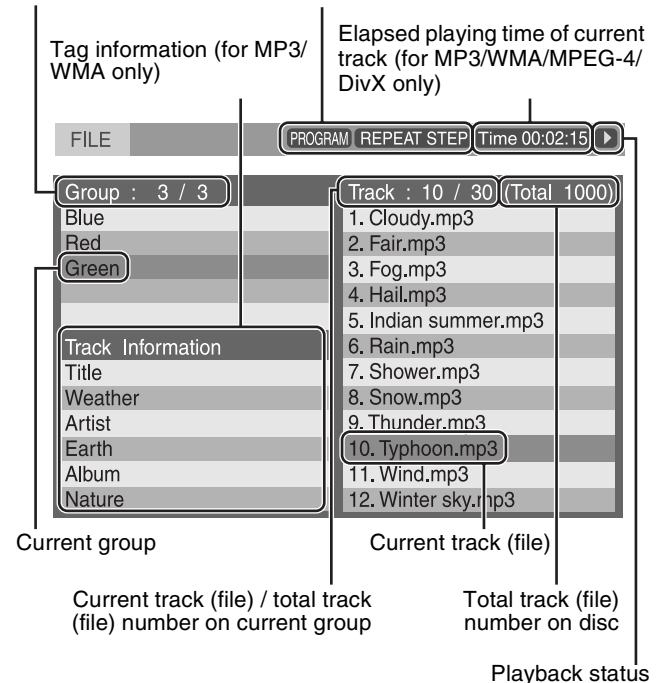 Tag information (for MP3/
WMA only)
Elapsed playing time of current
track (for MP3/WMA/MPEG-4/
DivX only)
FILE
PROGRAM REPEAT STEP Time 00:02:15
Group : 3 / 3
Blue
Red
Green
Track Information
Title
Weather
Artist
Earth
Album
Nature
Track : 10 / 30 (Total 1000)
1. Cloudy.mp3
2. Fair.mp3
3. Fog.mp3
4. Hail.mp3
5. Indian summer.mp3
6. Rain.mp3
7. Shower.mp3
8. Snow.mp3
9. Thunder.mp3
10. Typhoon.mp3
11. Wind.mp3
12. Winter sky.mp3
Current group
Current track (file)
Current track (file) / total track
(file) number on current group
Total track (file)
number on disc
Playback status